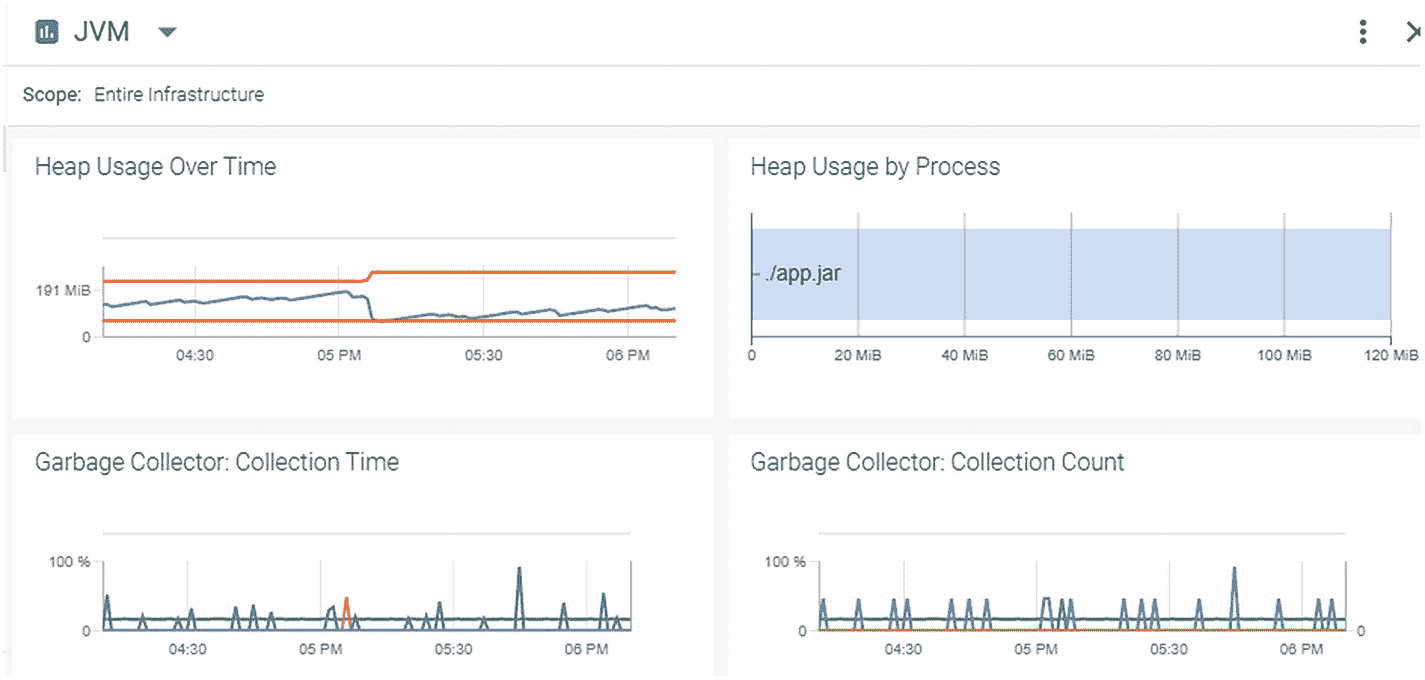 JVM
Scope: Entire Infrastructure
Heap Usage Over Time
191 MiB
0
04:30 05 PM 05:30 06 PM
Heap Usage by Process
./app.jar
0 20 MiB 40 MiB 60 MiB 80 MiB 100 MiB 120 MiB
Garbage Collector: Collection Time
100 %
0
04:30 05 PM 05:30 06 PM
Garbage Collector: Collection Count
100 %
0 0
04:30 05 PM 05:30 06 PM